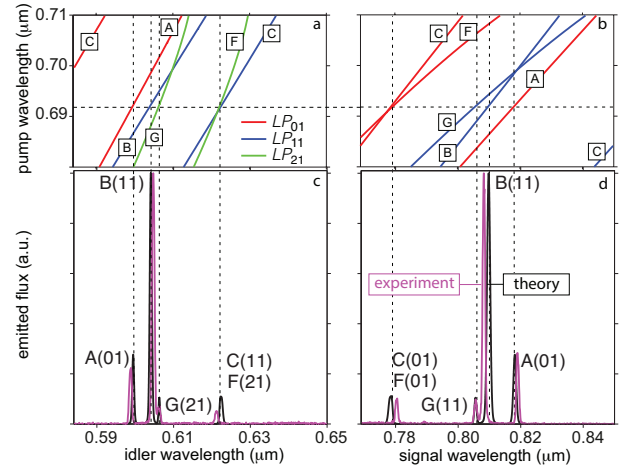 0.71
0.70
0.69
pump wavelength (μm)
a
C
A
F
C
B
G
LP01
LP11
LP21
b
C
F
A
G
B
C
emitted flux (a.u.)
c
B(11)
A(01)
G(21)
C(11)
F(21)
0.59
0.61
0.63
0.65
idler wavelength (μm)
d
B(11)
experiment
theory
C(01)
F(01)
G(11)
A(01)
0.78
0.80
0.82
0.84
signal wavelength (μm)